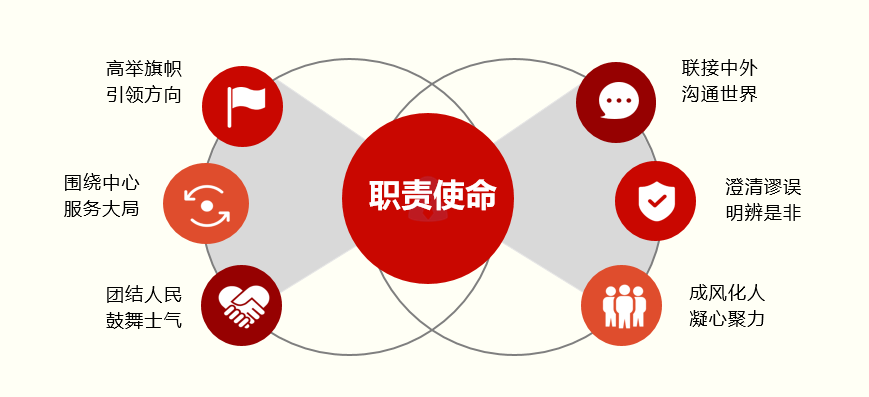 高举旗帜
引领方向
围绕中心
服务大局
团结人民
鼓舞士气
职责使命
联接中外
沟通世界
澄清谬误
明辨是非
成风化人
凝心聚力